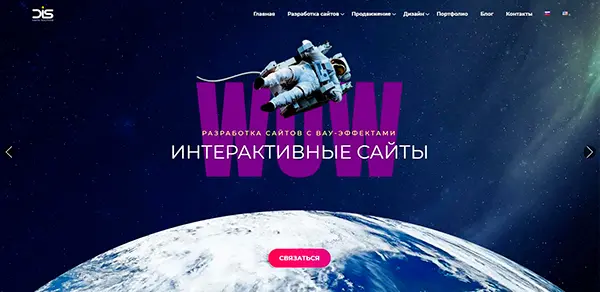 DIS
Главная Разработка сайтов Продвижение Дизайн Портфолио Блог Контакты
WOW
РАЗРАБОТКА САЙТОВ С ВАУ-ЭФФЕКТАМИ
ИНТЕРАКТИВНЫЕ САЙТЫ
СВЯЗАТЬСЯ